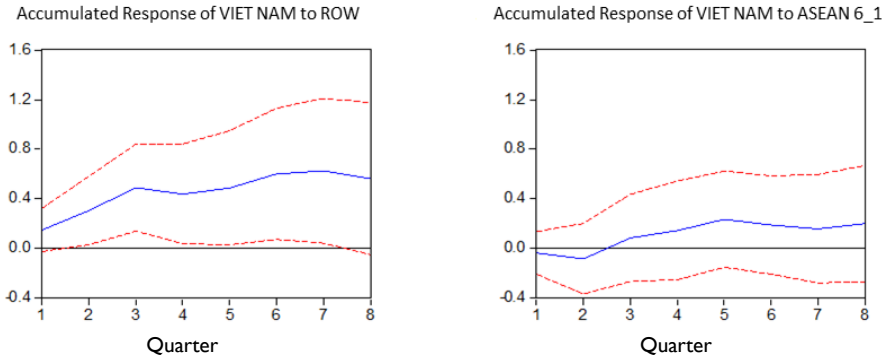 Accumulated Response of VIET NAM to ROW
1.6
1.2
0.8
0.4
0.0
-0.4
1 2 3 4 5 6 7 8
Quarter
Accumulated Response of VIET NAM to ASEAN 6_1
1.6
1.2
0.8
0.4
0.0
-0.4
1 2 3 4 5 6 7 8
Quarter